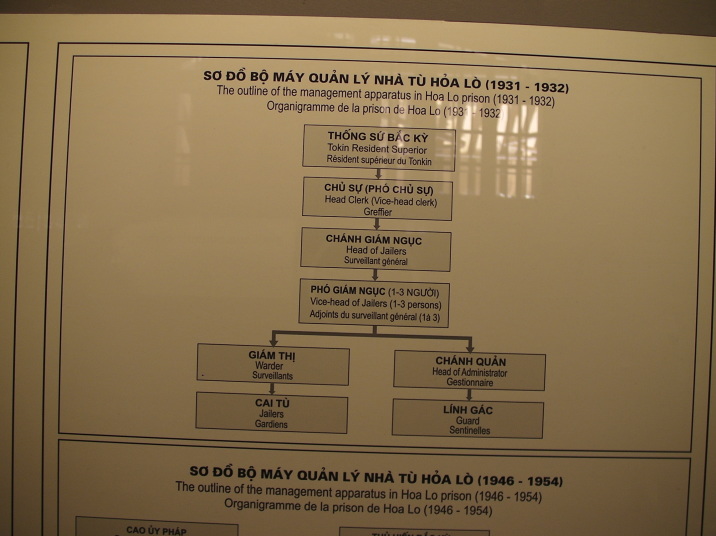 SƠ ĐỒ BỘ MÁY QUẢN LÝ NHÀ TÙ HỎA LÒ (1931 - 1932)
The outline of the management apparatus in Hoa Lo prison (1931 - 1932)
Organigramme de la prison de Hoa Lo (1931 - 1932
THỐNG SỨ BẮC KỲ
Tokin Resident Superior
Résident supérieur du Tonkin
CHỦ SỰ (PHÓ CHỦ SỰ)
Head Clerk (Vice-head clerk)
Greffier
CHÁNH GIÁM NGỤC
Head of Jailers
Surveillant général
PHÓ GIÁM NGỤC (1-3 NGƯỜI)
Vice-head of Jailers (1-3 persons)
Adjoints du surveillant général (1à 3)
GIÁM THỊ
Warder
Surveillants
CHÁNH QUẢN
Head of Administrator
Gestionnaire
CAI TÙ
Jailers
Gardiens
LÍNH GÁC
Guard
Sentinelles
SƠ ĐỒ BỘ MÁY QUẢN LÝ NHÀ TÙ HỎA LÒ (1946 - 1954)
The outline of the management apparatus in Hoa Lo prison (1946 - 1954)
Organigramme de la prison de Hoa Lo (1946 - 1954)
CAO ỦY PHÁP